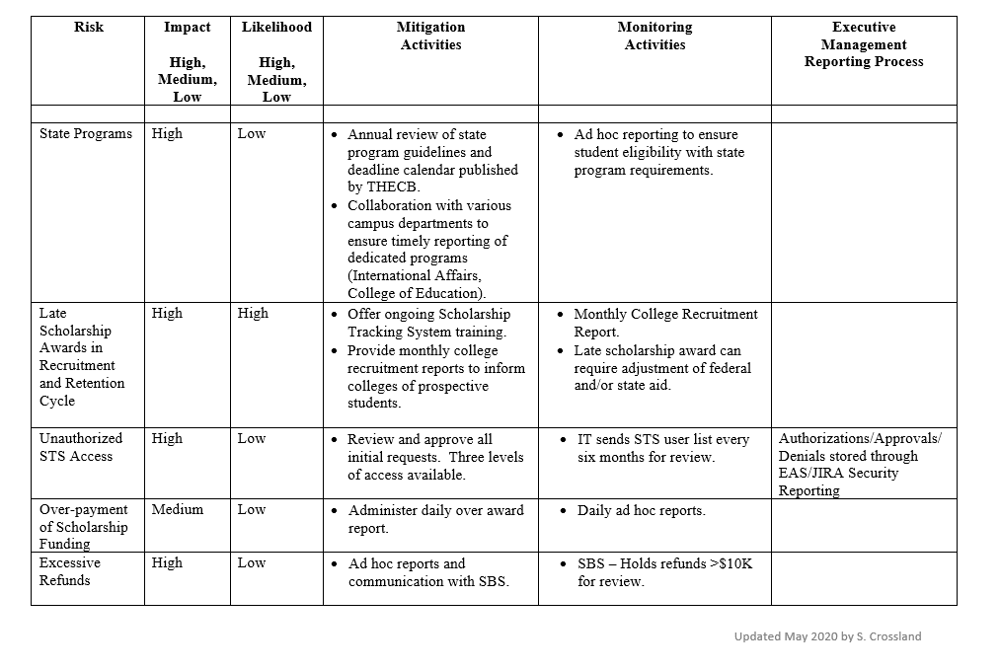 Risk
Impact
High,
Medium,
Low
Likelihood
High,
Medium,
Low
Mitigation
Activities
Monitoring
Activities
Executive
Management
Reporting Process
State Programs
High
Low
• Annual review of state
program guidelines and
deadline calendar published
by THECB.
• Collaboration with various
campus departments to
ensure timely reporting of
dedicated programs
(International Affairs,
College of Education).
• Ad hoc reporting to ensure
student eligibility with state
program requirements.
Late
Scholarship
Awards in
Recruitment
and Retention
Cycle
High
High
• Offer ongoing Scholarship
Tracking System training.
• Provide monthly college
recruitment reports to inform
colleges of prospective
students.
• Monthly College Recruitment
Report.
• Late scholarship award can
require adjustment of federal
and/or state aid.
Unauthorized
STS Access
High
Low
• Review and approve all
initial requests.  Three levels
of access available.
• IT sends STS user list every
six months for review.
Authorizations/Approvals/
Denials stored through
EAS/JIRA Security
Reporting
Over-payment
of Scholarship
Funding
Medium
Low
• Administer daily over award
report.
• Daily ad hoc reports.
Excessive
Refunds
High
Low
• Ad hoc reports and
communication with SBS.
• SBS – Holds refunds >$10K
for review.
Updated May 2020 by S. Crossland